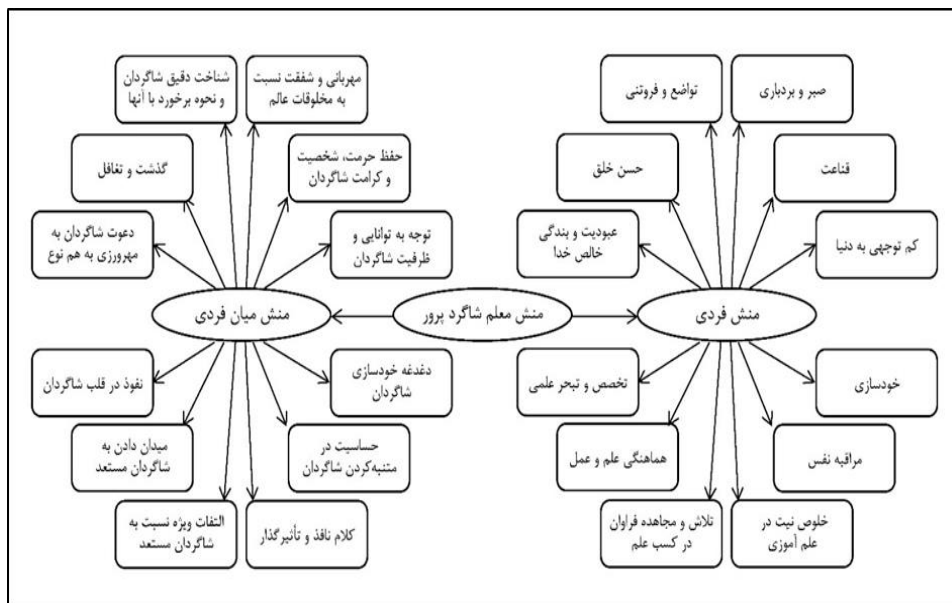 صبر و بردباری
تواضع و فروتنی
قناعت
حسن خلق
کم توجهی به دنیا
عبودیت و بندگی
خالص خدا
منش فردی
خودسازی
تخصص و تبحر علمی
مراقبه نفس
هماهنگی علم و عمل
خلوص نیت در
علم آموزی
تلاش و مجاهده فراوان
در کسب علم
منش معلم شاگرد پرور
مهربانی و شفقت نسبت
به مخلوقات عالم
شناخت دقیق شاگردان
و نحوه برخورد با آنها
حفظ حرمت، شخصیت
و کرامت شاگردان
گذشت و تغافل
توجه به توانایی و
ظرفیت شاگردان
دعوت شاگردان به
مهرورزی به هم نوع
منش میان فردی
دغدغه خودسازی
شاگردان
نفوذ در قلب شاگردان
حساسیت در
متنبه‌کردن شاگردان
میدان دادن به
شاگردان مستعد
کلام نافذ و تأثیرگذار
التفات ویژه نسبت به
شاگردان مستعد